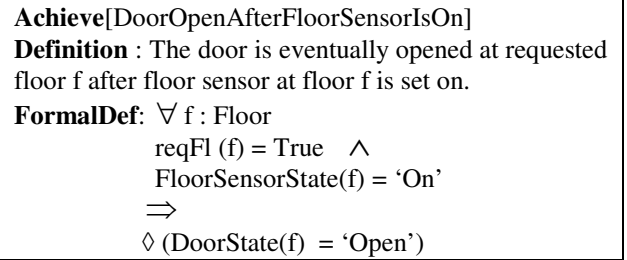 Achieve[DoorOpenAfterFloorSensorIsOn]
Definition : The door is eventually opened at requested
floor f after floor sensor at floor f is set on.
FormalDef: ∀ f : Floor
reqFl (f) = True ∧
FloorSensorState(f) = ‘On’
⇒
◊ (DoorState(f) = ‘Open’)